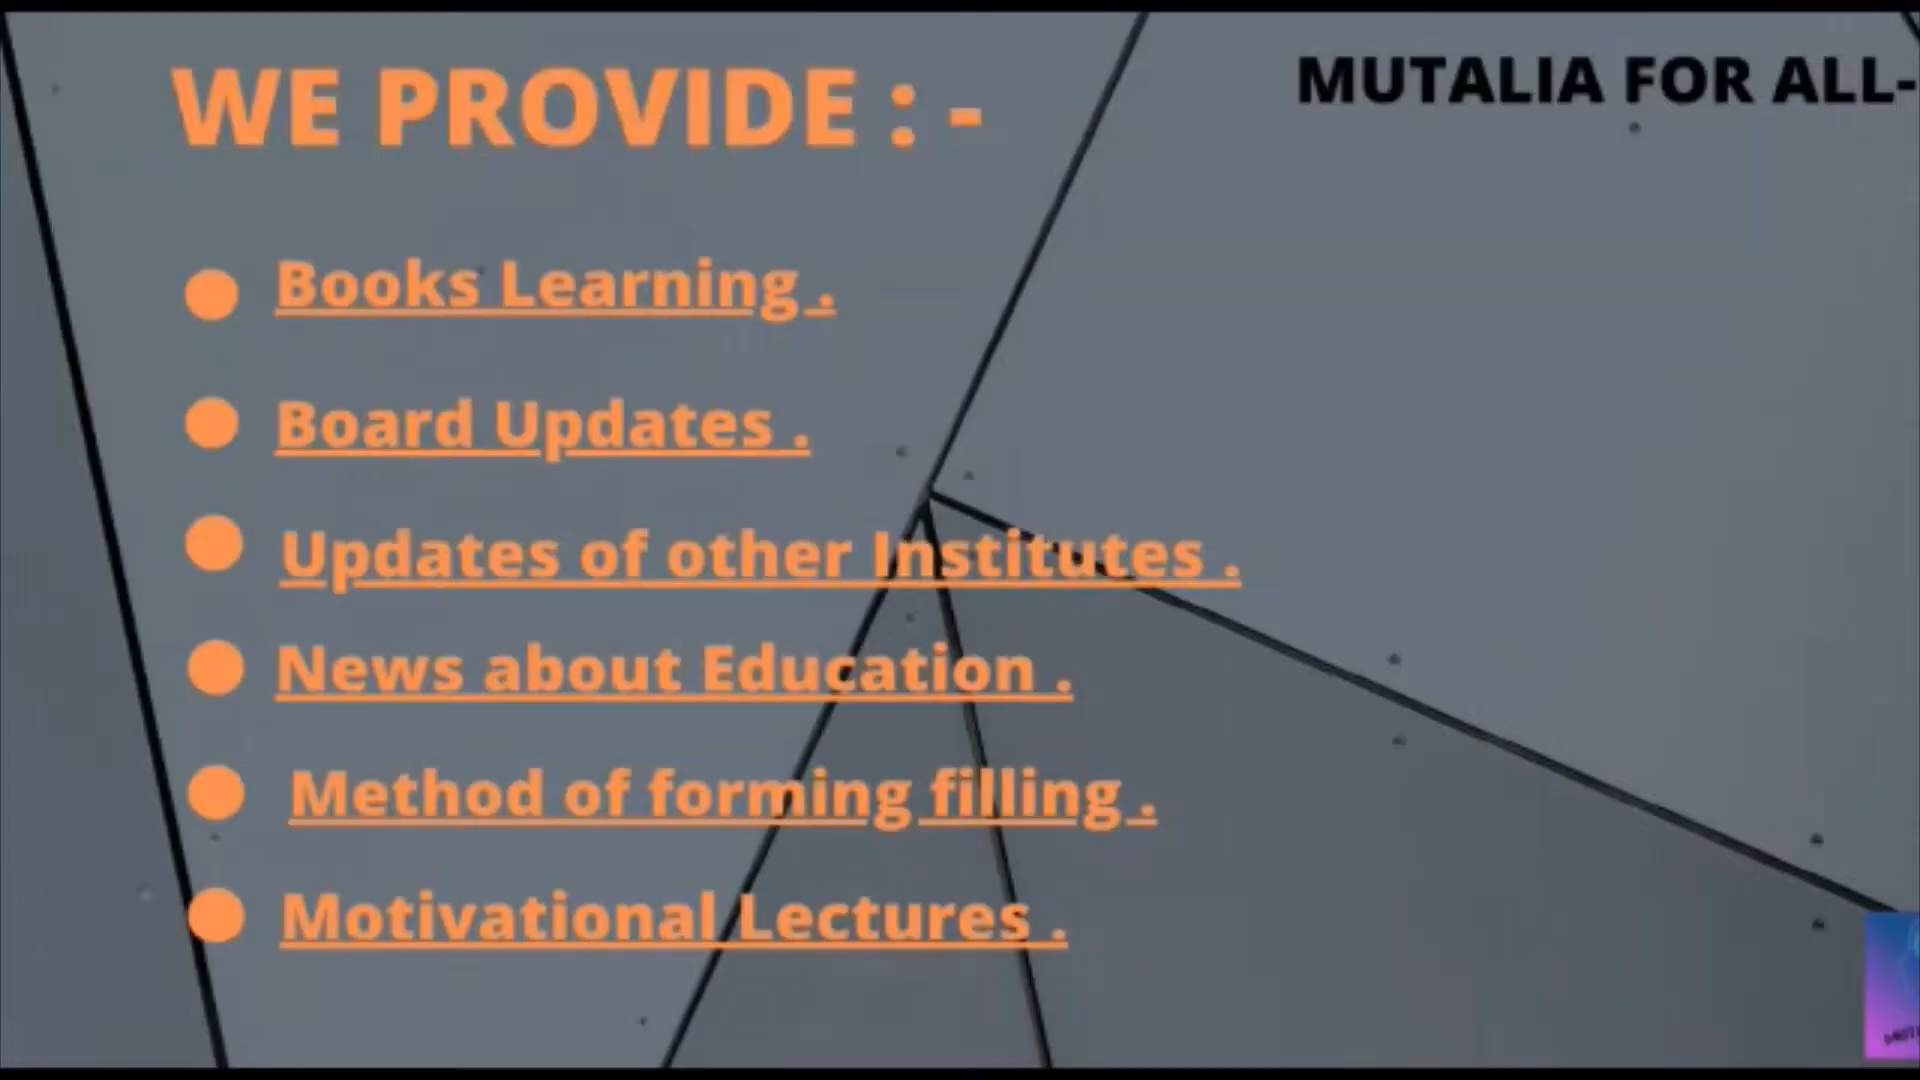 WE PROVIDE : -
MUTALIA FOR ALL-
Books Learning .
Board Updates .
Updates of other Institutes .
News about Education .
Method of forming filling .
Motivational Lectures .